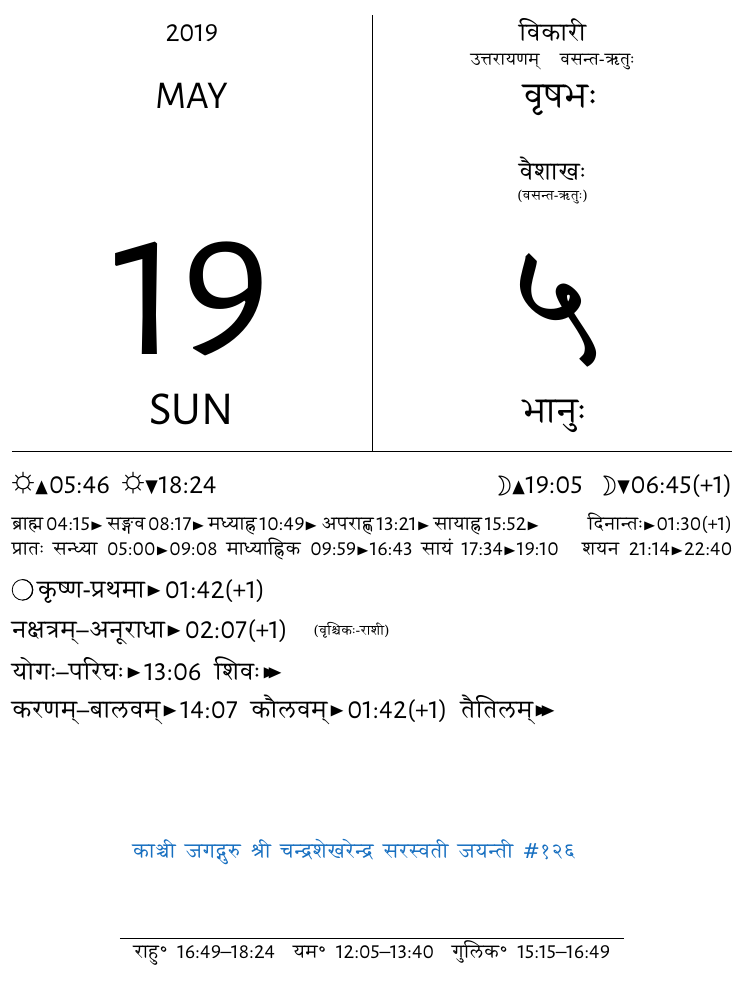 2019
MAY
19
SUN
विकारी
उत्तरायणम् वसन्त-ऋतुः
वृषभः
वैशाखः
(वसन्त-ऋतुः)
५
भानुः
☼▲05:46 ☼▼18:24 ☽▲19:05 ☽▼06:45(+1)
ब्राह्म 04:15► सङ्गव 08:17► मध्याह्न 10:49► अपराह्ण 13:21► सायाह्न 15:52► दिनान्तः►01:30(+1)
प्रातः सन्ध्या 05:00►09:08 माध्याह्निक 09:59►16:43 सायं 17:34►19:10 शयन 21:14►22:40
◯कृष्ण-प्रथमा►01:42(+1)
नक्षत्रम्–अनूराधा►02:07(+1) (वृश्चिकः-राशी)
योगः–परिघः►13:06 शिवः►►
करणम्–बालवम्►14:07 कौलवम्►01:42(+1) तैतिलम्►►
काञ्ची जगद्गुरु श्री चन्द्रशेखरेन्द्र सरस्वती जयन्ती #१२६
राहु॰ 16:49–18:24 यम॰ 12:05–13:40 गुलिक॰ 15:15–16:49